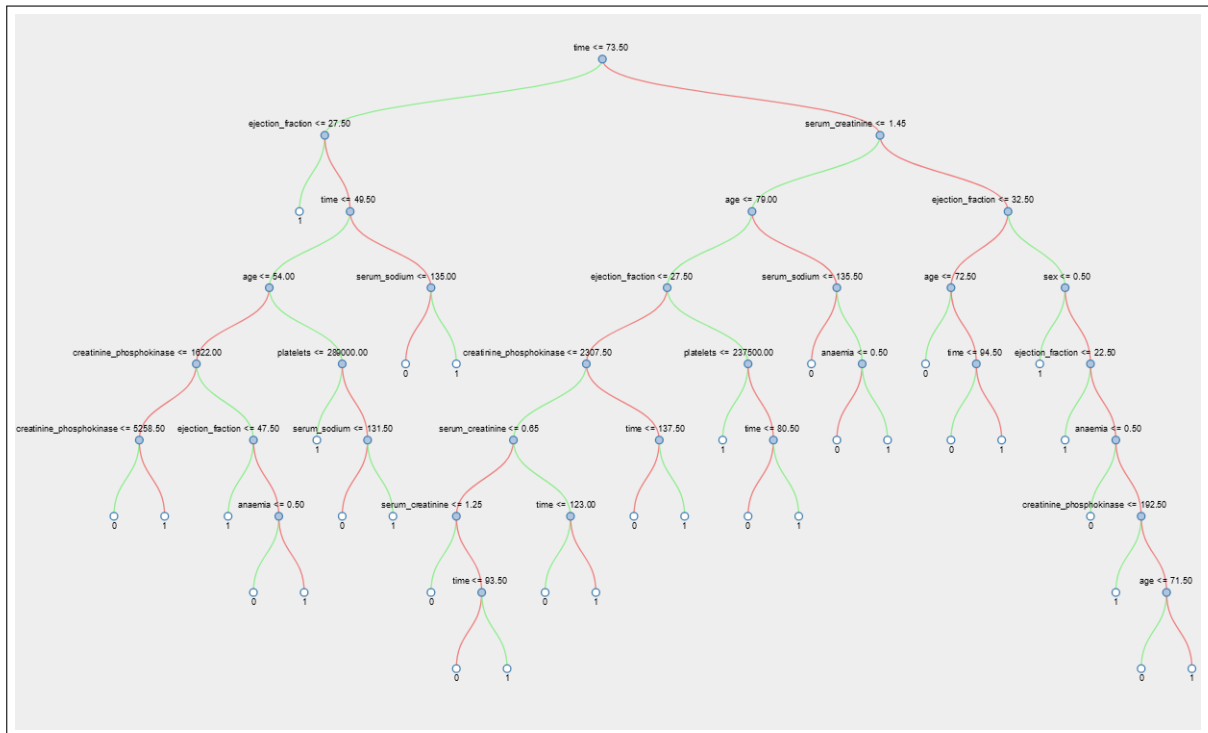 time <= 73.50
ejection_fraction <= 27.50
serum_creatinine <= 1.45
1
time <= 49.50
age <= 79.00
ejection_fraction <= 32.50
age <= 54.00
serum_sodium <= 135.00
ejection_fraction <= 27.50
serum_sodium <= 135.50
age <= 72.50
sex <= 0.50
creatinine_phosphokinase <= 1622.00
platelets <= 289000.00
0
1
creatinine_phosphokinase <= 2307.50
platelets <= 237500.00
0
anaemia <= 0.50
0
time <= 94.50
1
ejection_fraction <= 22.50
creatinine_phosphokinase <= 5258.50
ejection_fraction <= 47.50
1
serum_sodium <= 131.50
serum_creatinine <= 0.65
time <= 137.50
1
time <= 80.50
0
1
0
1
1
anaemia <= 0.50
0
1
1
anaemia <= 0.50
0
1
serum_creatinine <= 1.25
time <= 123.00
0
1
0
1
0
creatinine_phosphokinase <= 192.50
0
1
0
time <= 93.50
0
1
1
age <= 71.50
0
1
0
1